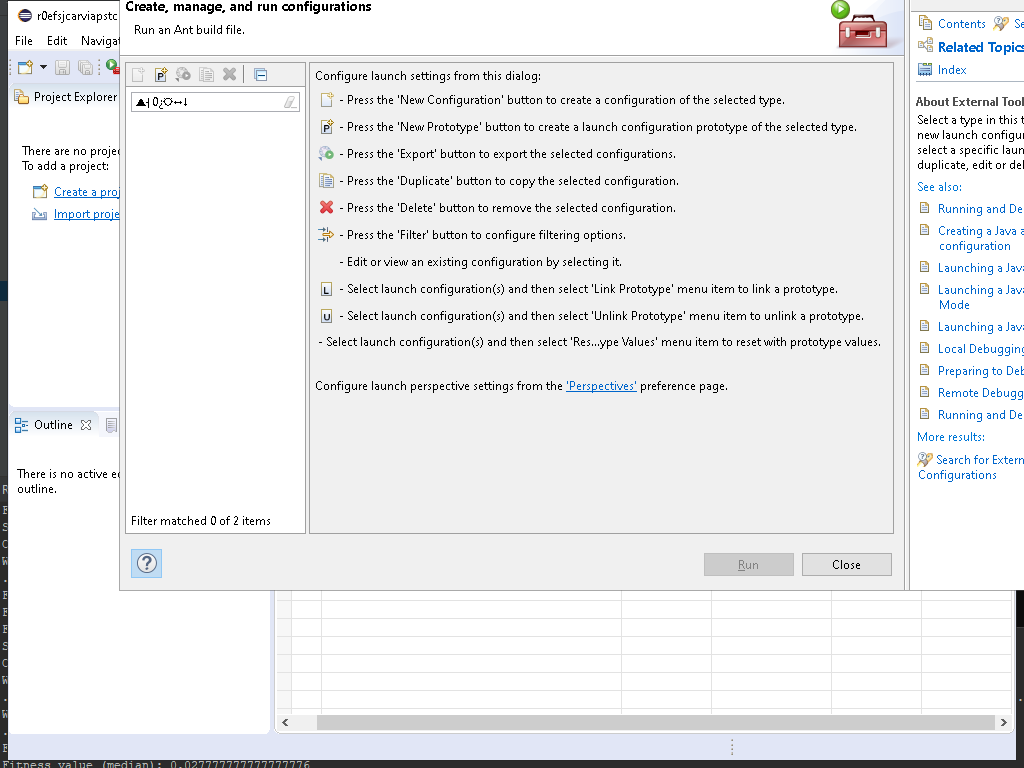 r0efsjcarviapstc
File Edit Navigat
Project Explorer
There are no projec
To add a project:
Create a proj
Import proje
Outline
There is no active ed
outline.
Create, manage, and run configurations
Run an Ant build file.
Filter matched 0 of 2 items
Configure launch settings from this dialog:
- Press the 'New Configuration' button to create a configuration of the selected type.
- Press the 'New Prototype' button to create a launch configuration prototype of the selected type.
- Press the 'Export' button to export the selected configurations.
- Press the 'Duplicate' button to copy the selected configuration.
- Press the 'Delete' button to remove the selected configuration.
- Press the 'Filter' button to configure filtering options.
- Edit or view an existing configuration by selecting it.
- Select launch configuration(s) and then select 'Link Prototype' menu item to link a prototype.
- Select launch configuration(s) and then select 'Unlink Prototype' menu item to unlink a prototype.
- Select launch configuration(s) and then select 'Res...ype Values' menu item to reset with prototype values.
Configure launch perspective settings from the 'Perspectives' preference page.
Run Close
Contents Se
Related Topics
Index
About External Tool
Select a type in this t
new launch configur
select a specific laun
duplicate, edit or del
See also:
Running and De
Creating a Java a
configuration
Launching a Java
Launching a Java
Mode
Launching a Java
Local Debugging
Preparing to Deb
Remote Debugg
Running and De
More results:
Search for Extern
Configurations
Fitness value (median): 0.027777777777777776